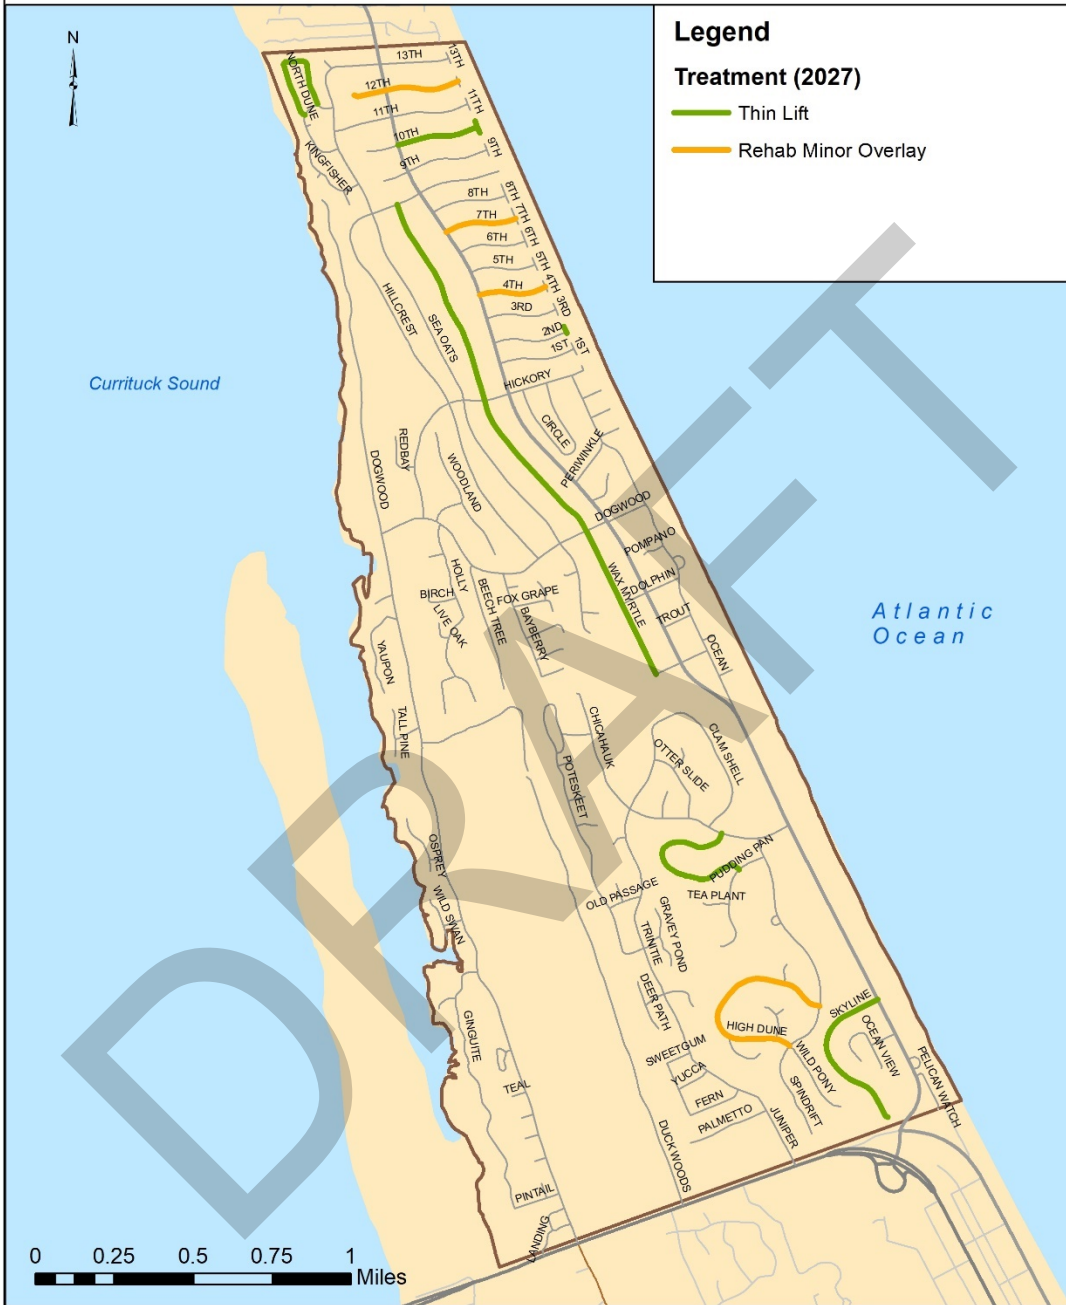 Legend
Treatment (2027)
Thin Lift
Rehab Minor Overlay
N
13TH
13TH
NORTH DUNE
12TH
11TH
11TH
10TH
9TH
9TH
KINGFISHER
8TH
8TH
7TH
7TH
6TH
6TH
5TH
5TH
4TH
4TH
3RD
3RD
2ND
1ST
1ST
HILLCREST
SEA OATS
Currituck Sound
HICKORY
CIRCLE
PERIWINKLE
REDBAY
DOGWOOD
WOODLAND
DOGWOOD
POMPANO
HOLLY
BEECH TREE
BIRCH
LIVE OAK
FOX GRAPE
BAYBERRY
WAX MYRTLE
DOLPHIN
TROUT
Atlantic
Ocean
OCEAN
YAUPON
TALL PINE
CHICAHAUK
CLAM SHELL
OTTER SLIDE
POTESKEET
OSPREY
PUDDING PAN
TEA PLANT
OLD PASSAGE
WILD SWAN
GRAVEY POND
TRINITIE
DEER PATH
SKYLINE
HIGH DUNE
OCEAN VIEW
GINGUITE
SWEETGUM
WILD PONY
PELICAN WATCH
YUCCA
SPINDRIFT
TEAL
FERN
PALMETTO
JUNIPER
DUCK WOODS
PINTAIL
LANDING
0 0.25 0.5 0.75 1
Miles
DRAFT